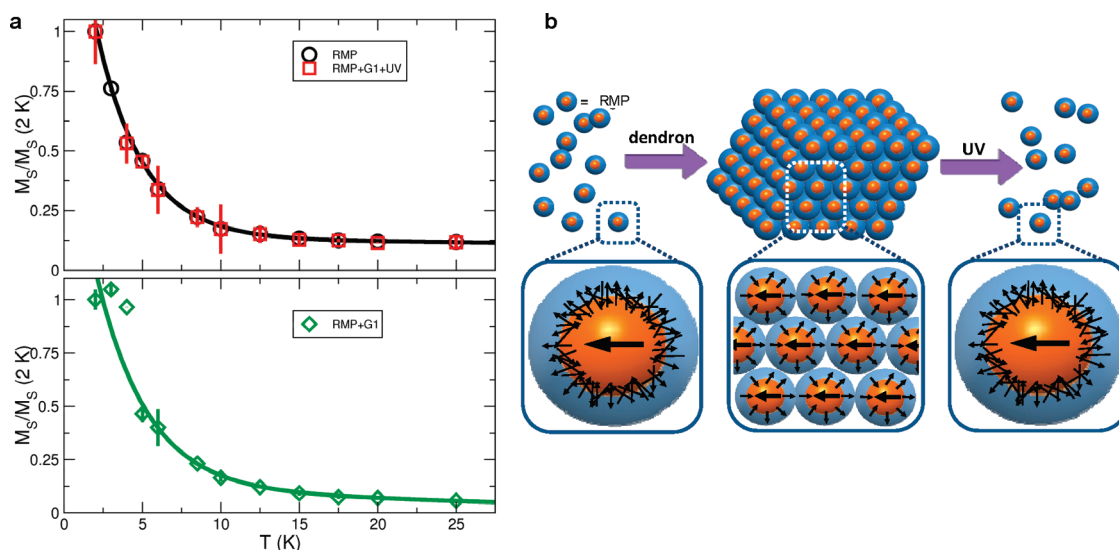 a
M_S/M_S (2 K)
1
0.75
0.5
0.25
0
RMP
RMP+G1+UV
M_S/M_S (2 K)
1
0.75
0.5
0.25
0
RMP+G1
0 5 10 15 20 25
T (K)
b
= RMP
dendron
UV